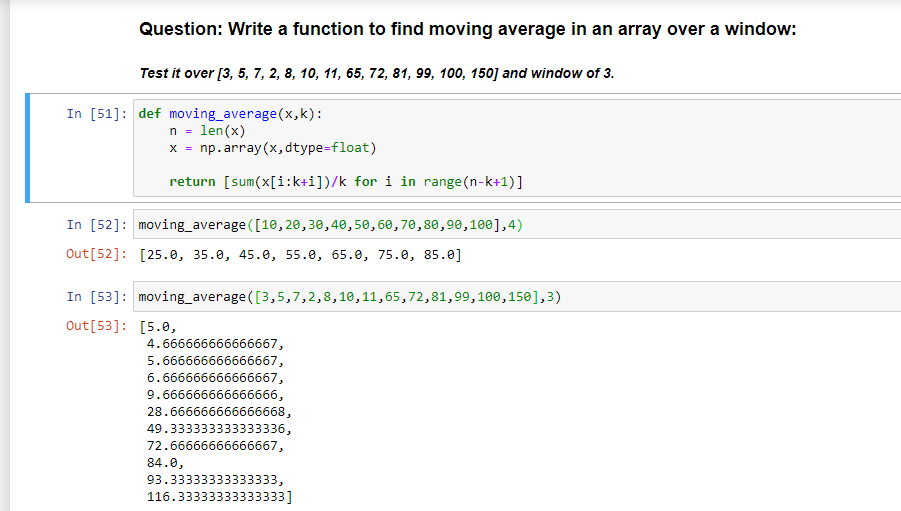 Question: Write a function to find moving average in an array over a window:
Test it over [3, 5, 7, 2, 8, 10, 11, 65, 72, 81, 99, 100, 150] and window of 3.
In [51]: def moving_average(x,k):
    n = len(x)
    x = np.array(x,dtype=float)
    return [sum(x[i:k+i])/k for i in range(n-k+1)]
In [52]: moving_average([10,20,30,40,50,60,70,80,90,100],4)
Out[52]: [25.0, 35.0, 45.0, 55.0, 65.0, 75.0, 85.0]
In [53]: moving_average([3,5,7,2,8,10,11,65,72,81,99,100,150],3)
Out[53]: [5.0,
4.666666666666667,
5.666666666666667,
6.666666666666667,
9.666666666666666,
28.666666666666668,
49.333333333333336,
72.66666666666667,
84.0,
93.33333333333333,
116.33333333333333]